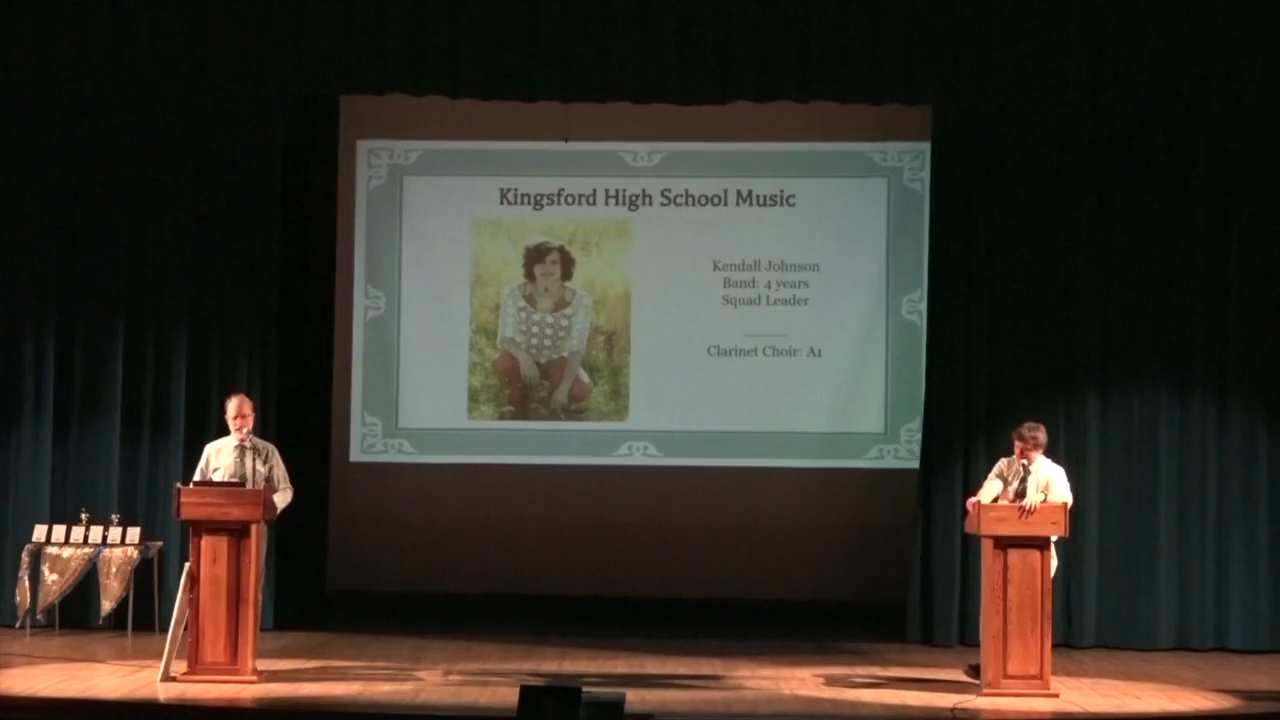 Kingsford High School Music
Kendall Johnson
Band: 4 years
Squad Leader
Clarinet Choir: A1